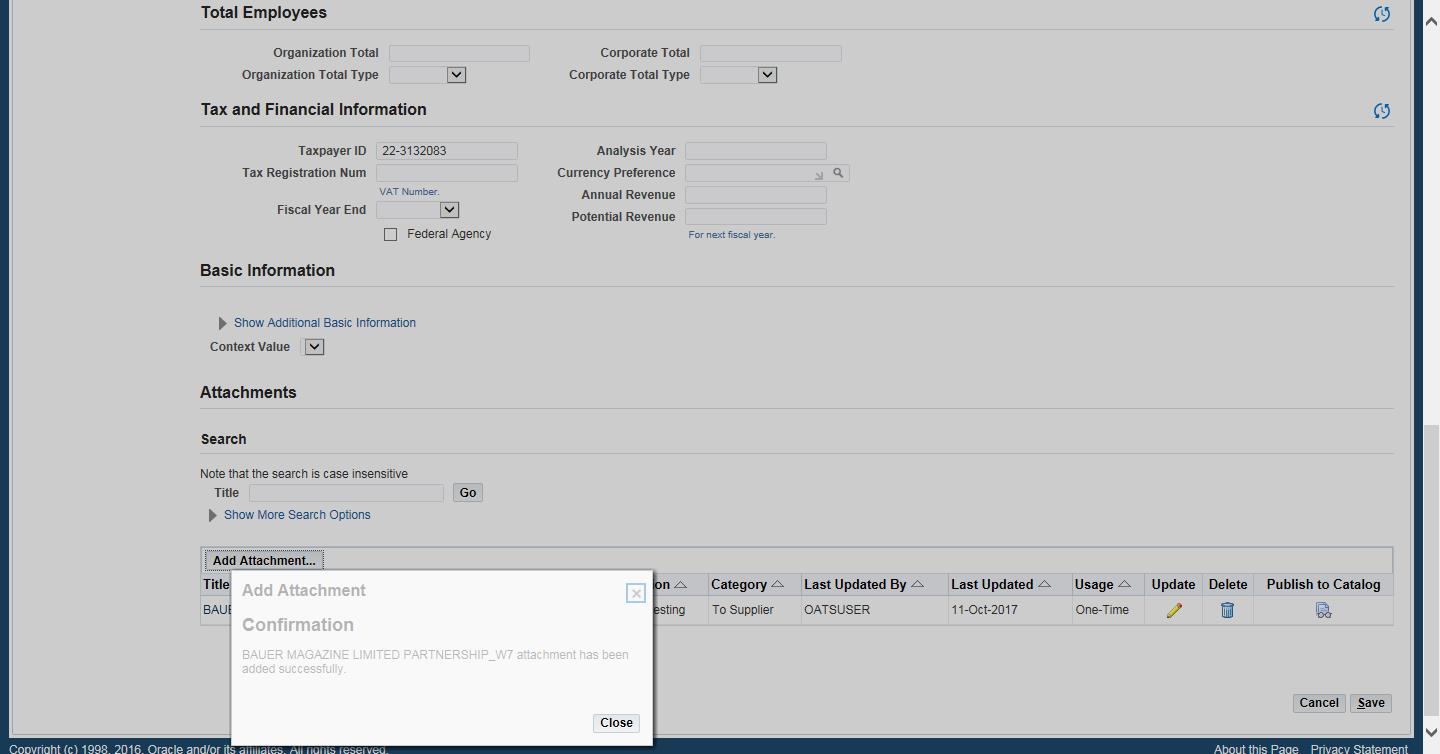 Total Employees
Organization Total
Corporate Total
Organization Total Type
Corporate Total Type
Tax and Financial Information
Taxpayer ID 22-3132083
Analysis Year
Tax Registration Num
Currency Preference
VAT Number.
Annual Revenue
Fiscal Year End
Potential Revenue
Federal Agency
For next fiscal year.
Basic Information
Show Additional Basic Information
Context Value
Attachments
Search
Note that the search is case insensitive
Title Go
Show More Search Options
Add Attachment...
Title Category Last Updated By Last Updated Usage Update Delete Publish to Catalog
To Supplier OATSUSER 11-Oct-2017 One-Time
Add Attachment
Confirmation
BAUER MAGAZINE LIMITED PARTNERSHIP_W7 attachment has been
added successfully.
Close
Cancel Save
Copyright (c) 1998, 2016, Oracle and/or its affiliates. All rights reserved.
About this Page Privacy Statement